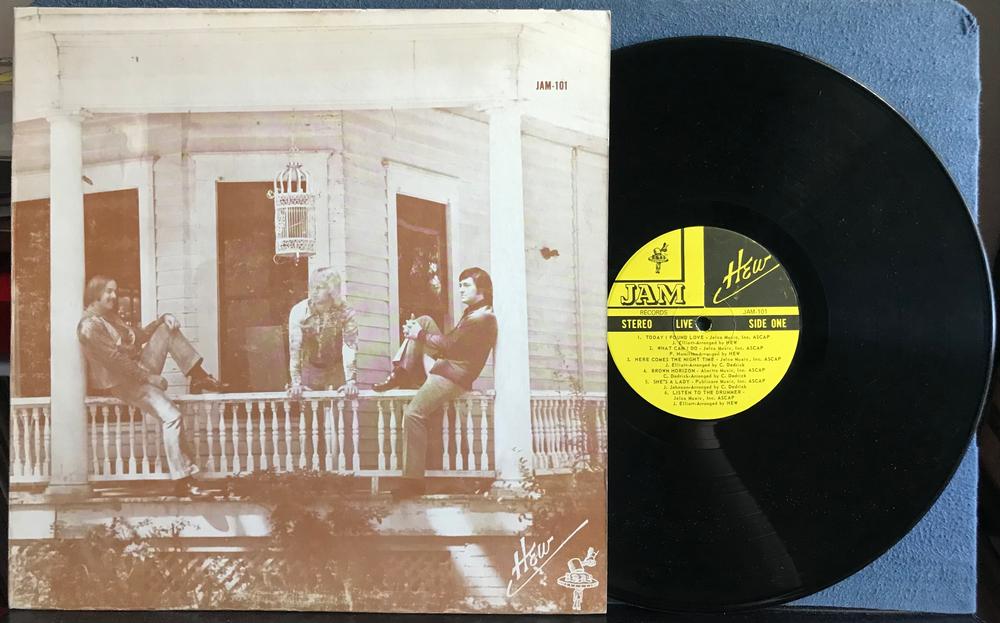 JAM-101
Hew
Hew
JAM
RECORDS
JAM-101
STEREO LIVE SIDE ONE
1. TODAY I FOUND LOVE - Jelco Music, Inc. ASCAP
J. Elliott-Arranged by HEW
2. WHAT CAN I DO - Jelco Music, Inc. ASCAP
P. Hamilton-Arranged by HEW
3. HERE COMES THE NIGHT TIME - Jelco Music, Inc. ASCAP
J. Elliott-Arranged by C. Dedrick
4. BROWN HORIZON - Music, Inc. ASCAP
C. Dedrick-Arranged by C. Dedrick
5. SHE'S A LADY - Publicare Music, Inc. ASCAP
J. Johnson-Arranged by C. Dedrick
6. LISTEN TO THE DRUMMER -
Jelco Music, Inc. ASCAP
J. Elliott-Arranged by HEW